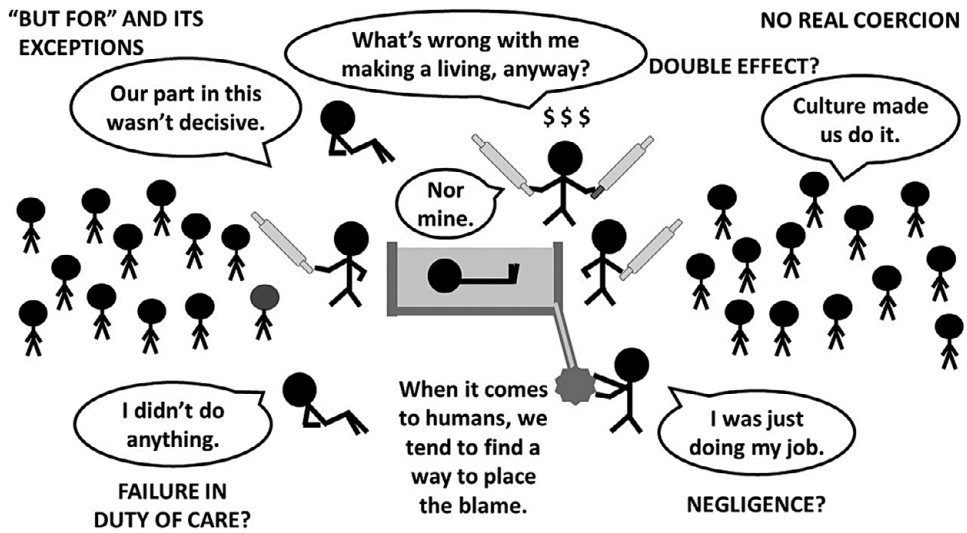 “BUT FOR” AND ITS
EXCEPTIONS
NO REAL COERCION
What’s wrong with me
making a living, anyway?
DOUBLE EFFECT?
Our part in this
wasn’t decisive.
$ $ $
Culture made
us do it.
Nor
mine.
I didn’t do
anything.
When it comes
to humans, we
tend to find a
way to place
the blame.
I was just
doing my job.
FAILURE IN
DUTY OF CARE?
NEGLIGENCE?